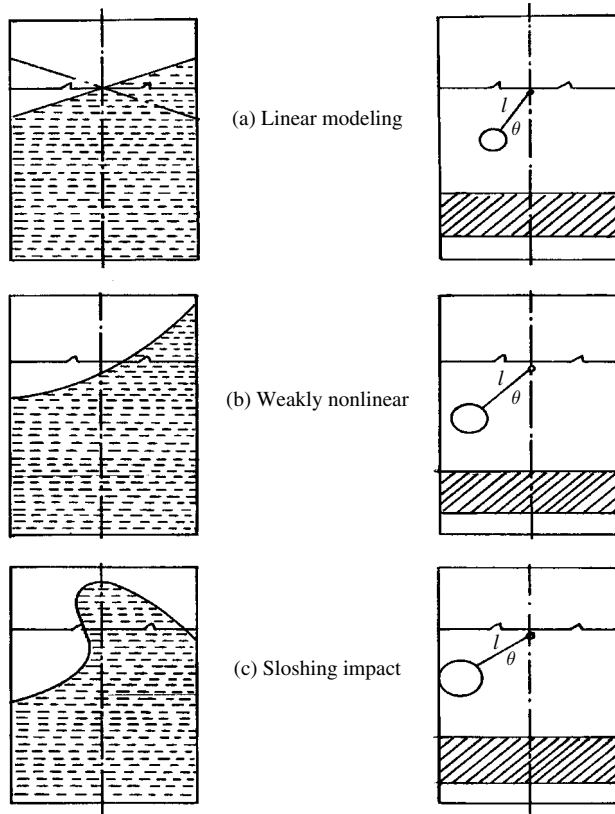 (a) Linear modeling
l
θ
(b) Weakly nonlinear
l
θ
(c) Sloshing impact
l
θ